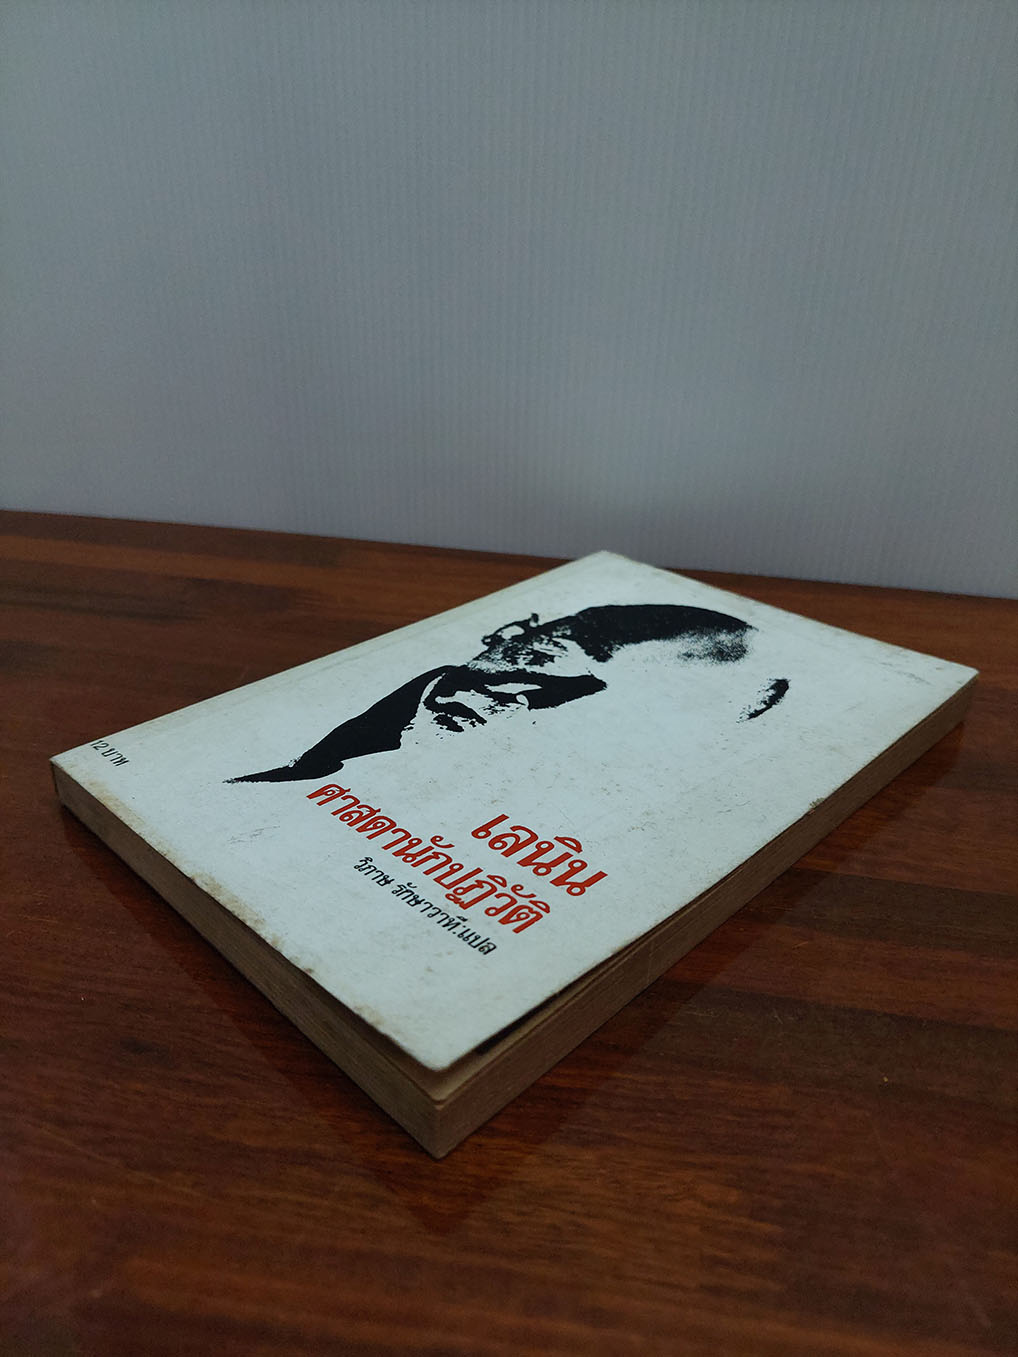 เลนิน
ศาสดานักปฏิวัติ
วิภาษ รักษาวาที.แปล
12 บาท